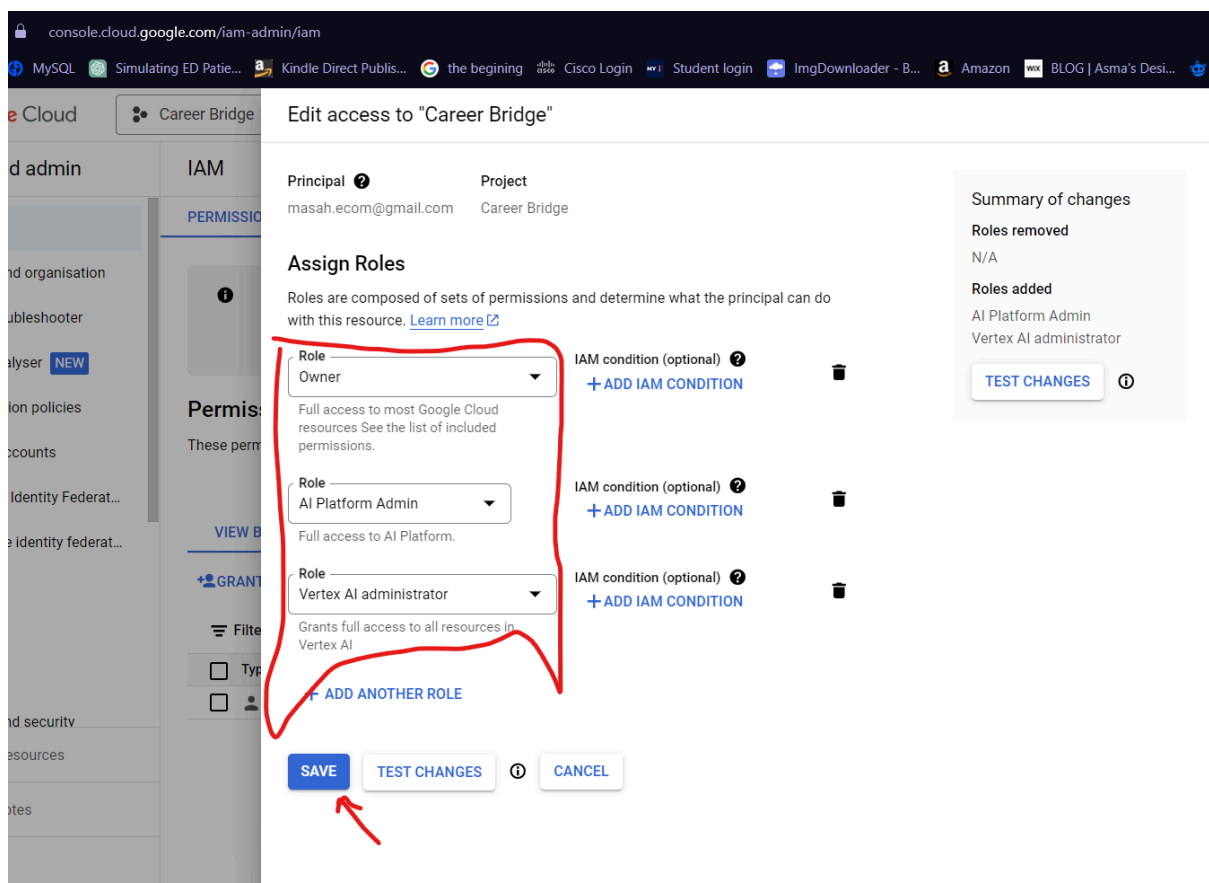 console.cloud.google.com/iam-admin/iam
MySQL Simulating ED Patie... Kindle Direct Publis... the begining Cisco Login Student login ImgDownloader - B... Amazon BLOG | Asma's Desi...
e Cloud
Career Bridge
Edit access to "Career Bridge"
d admin
IAM
PERMISSIO
nd organisation
ubleshooter
alyser NEW
ion policies
ccounts
Identity Federat...
e identity federat...
nd security
esources
otes
Permis
These perm
VIEW B
GRANT
Filte
Typ
Principal
Project
masah.ecom@gmail.com
Career Bridge
Assign Roles
Roles are composed of sets of permissions and determine what the principal can do
with this resource. Learn more
Role
Owner
IAM condition (optional)
+ ADD IAM CONDITION
Full access to most Google Cloud
resources See the list of included
permissions.
Role
AI Platform Admin
IAM condition (optional)
+ ADD IAM CONDITION
Full access to AI Platform.
Role
Vertex AI administrator
IAM condition (optional)
+ ADD IAM CONDITION
Grants full access to all resources in
Vertex AI
+ ADD ANOTHER ROLE
SAVE
TEST CHANGES
CANCEL
Summary of changes
Roles removed
N/A
Roles added
AI Platform Admin
Vertex AI administrator
TEST CHANGES